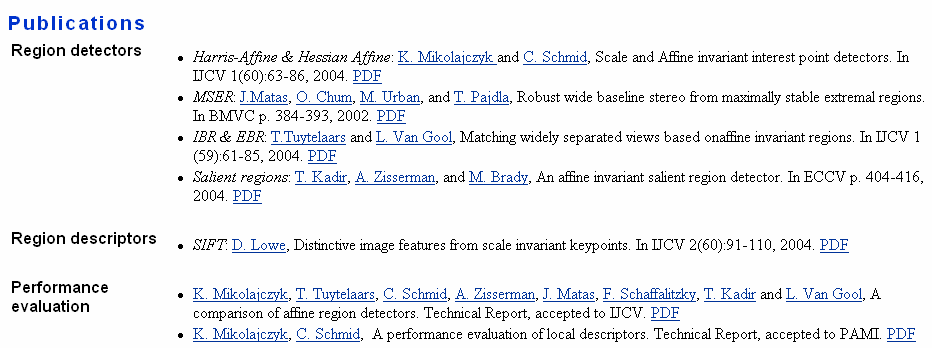 Publications
Region detectors
• Harris-Affine & Hessian Affine: K. Mikolajczyk and C. Schmid, Scale and Affine invariant interest point detectors. In
IJCV 1(60):63-86, 2004. PDF
• MSER: J.Matas, O. Chum, M. Urban, and T. Pajdla, Robust wide baseline stereo from maximally stable extremal regions.
In BMVC p. 384-393, 2002. PDF
• IBR & EBR: T.Tuytelaars and L. Van Gool, Matching widely separated views based onaffine invariant regions. In IJCV 1
(59):61-85, 2004. PDF
• Salient regions: T. Kadir, A. Zisserman, and M. Brady, An affine invariant salient region detector. In ECCV p. 404-416,
2004. PDF
Region descriptors
• SIFT: D. Lowe, Distinctive image features from scale invariant keypoints. In IJCV 2(60):91-110, 2004. PDF
Performance
evaluation
• K. Mikolajczyk, T. Tuytelaars, C. Schmid, A. Zisserman, J. Matas, F. Schaffalitzky, T. Kadir and L. Van Gool, A
comparison of affine region detectors. Technical Report, accepted to IJCV. PDF
• K. Mikolajczyk, C. Schmid, A performance evaluation of local descriptors. Technical Report, accepted to PAMI. PDF